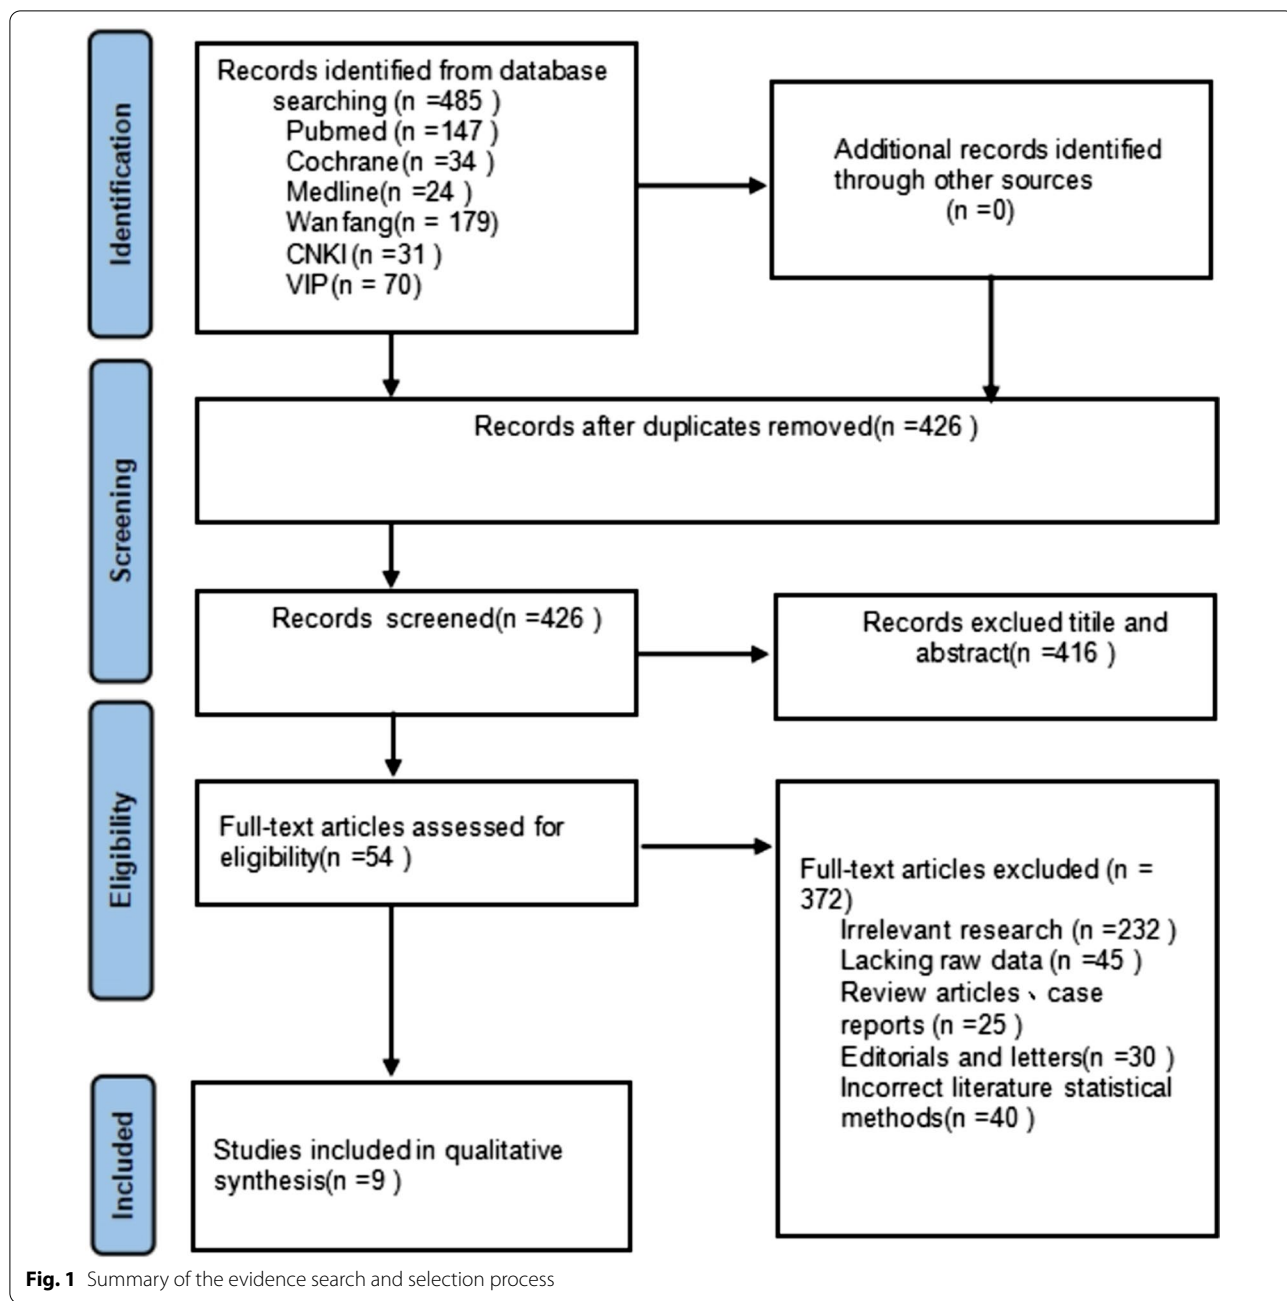 Identification
Records identified from database
searching (n =485 )
Pubmed (n =147 )
Cochrane(n =34 )
Medline(n =24 )
Wanfang(n = 179)
CNKI(n =31 )
VIP(n = 70)
Additional records identified
through other sources
(n =0)
Screening
Records after duplicates removed(n =426 )
Records screened(n =426 )
Records exclued titile and
abstract(n =416 )
Eligibility
Full-text articles assessed for
eligibility(n =54 )
Full-text articles excluded (n =
372)
Irrelevant research (n =232 )
Lacking raw data (n =45 )
Review articles、case
reports (n =25 )
Editorials and letters(n =30 )
Incorrect literature statistical
methods(n =40 )
Included
Studies included in qualitative
synthesis(n =9 )
Fig. 1 Summary of the evidence search and selection process